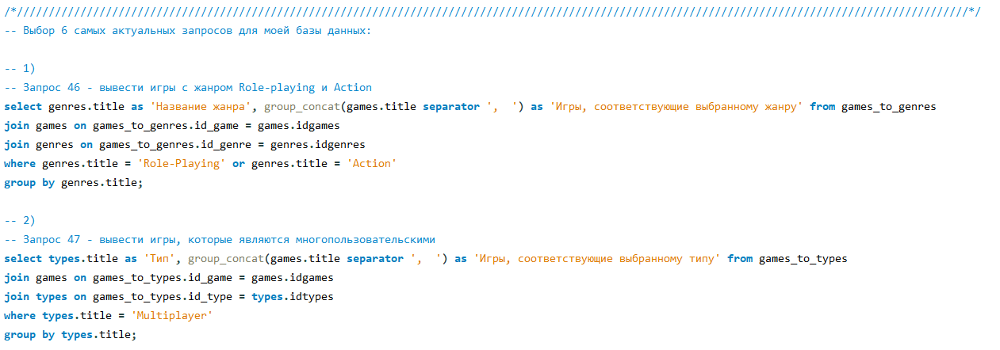 /*//////////////////////////////////////////////////////////////////////////////////////////////////////////////////////////////////////////////////////*/
-- Выбор 6 самых актуальных запросов для моей базы данных:
-- 1)
-- Запрос 46 - вывести игры с жанром Role-playing и Action
select genres.title as 'Название жанра', group_concat(games.title separator ',  ') as 'Игры, соответствующие выбранному жанру' from games_to_genres
join games on games_to_genres.id_game = games.idgames
join genres on games_to_genres.id_genre = genres.idgenres
where genres.title = 'Role-Playing' or genres.title = 'Action'
group by genres.title;
-- 2)
-- Запрос 47 - вывести игры, которые являются многопользовательскими
select types.title as 'Тип', group_concat(games.title separator ',  ') as 'Игры, соответствующие выбранному типу' from games_to_types
join games on games_to_types.id_game = games.idgames
join types on games_to_types.id_type = types.idtypes
where types.title = 'Multiplayer'
group by types.title;